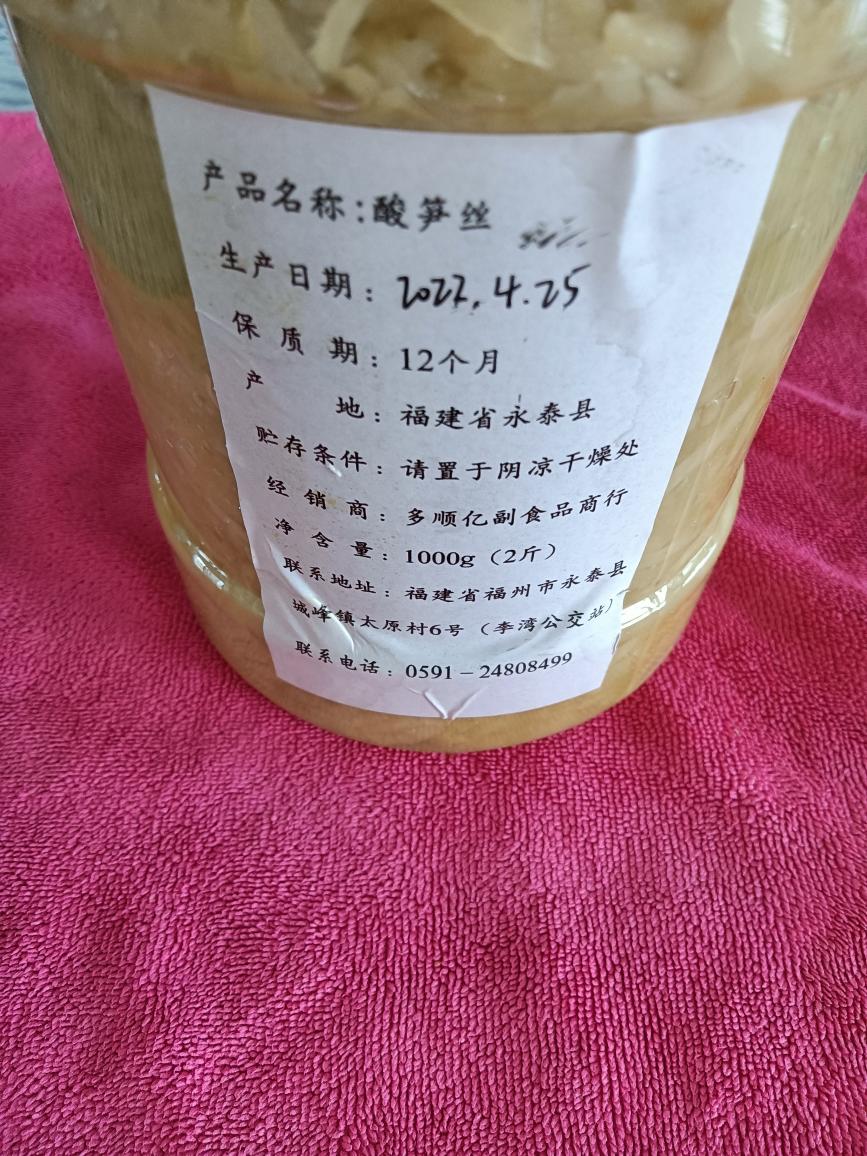 产品名称：酸笋丝
生产日期：2022.4.25
保质期：12个月
产地：福建省永泰县
贮存条件：请置于阴凉干燥处
经销商：多顺亿副食品商行
净含量：1000g（2斤）
联系地址：福建省福州市永泰县
城峰镇太原村6号（李湾公交站）
联系电话：0591－24808499